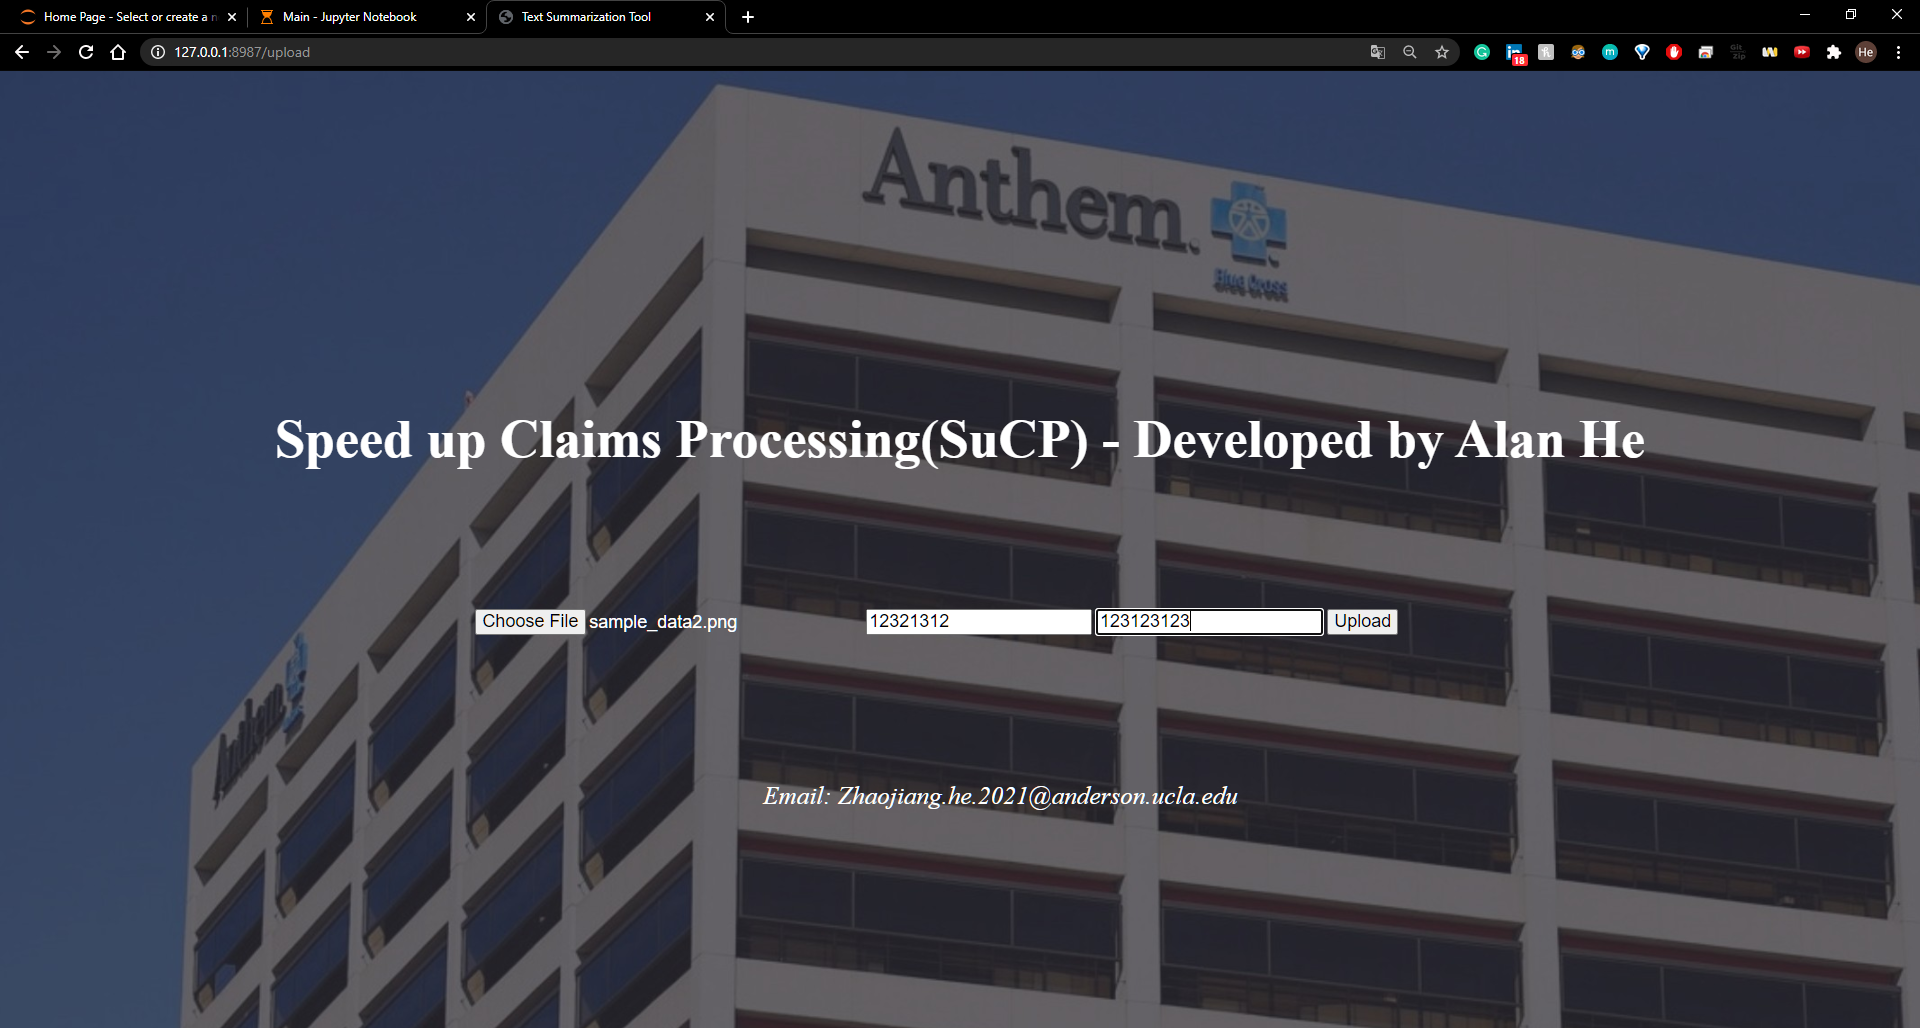 Home Page - Select or create a n
Main - Jupyter Notebook
Text Summarization Tool
127.0.0.1:8987/upload
18
He
Anthem.
Blue Cross
Speed up Claims Processing(SuCP) - Developed by Alan He
Choose File sample_data2.png 12321312 123123123 Upload
Anthem.
Email: Zhaojiang.he.2021@anderson.ucla.edu